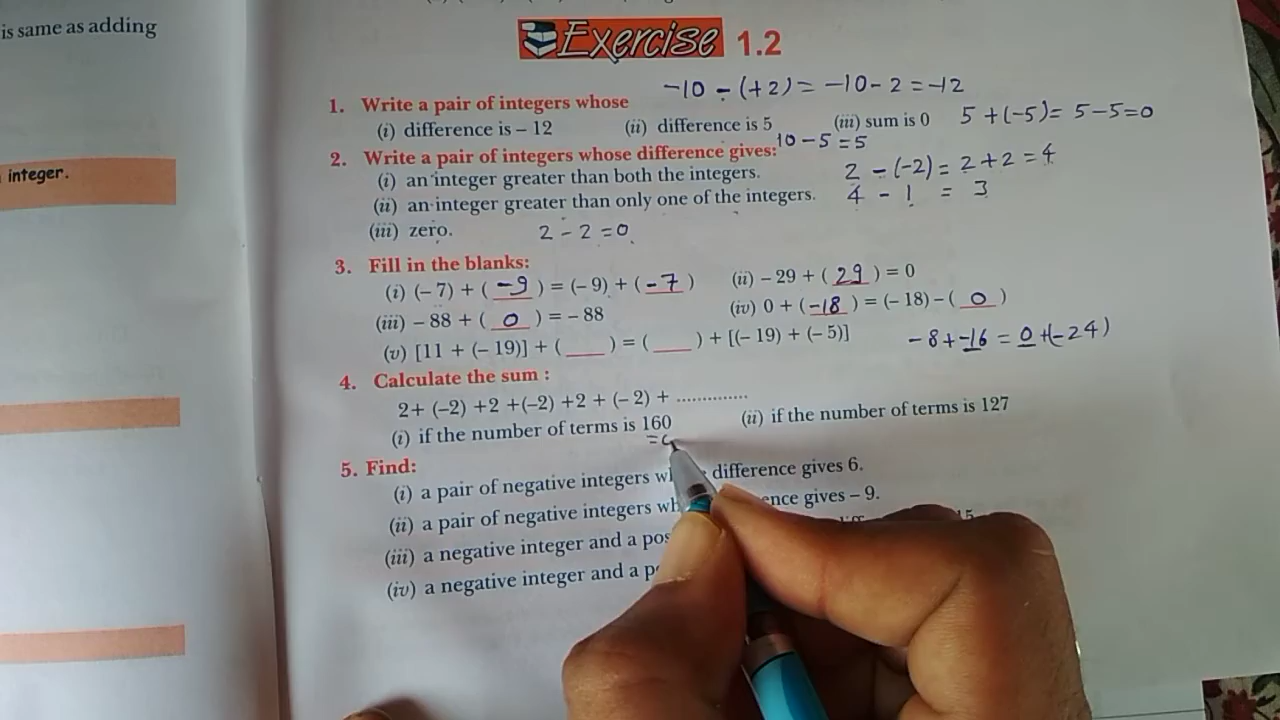 is same as adding
integer.
Exercise 1.2
-10 - (+2) = -10 - 2 = -12
1. Write a pair of integers whose
(i) difference is – 12 (ii) difference is 5 (iii) sum is 0 5 + (-5) = 5 - 5 = 0
10 - 5 = 5
2. Write a pair of integers whose difference gives:
(i) an integer greater than both the integers. 2 - (-2) = 2 + 2 = 4
(ii) an integer greater than only one of the integers. 4 - 1 = 3
(iii) zero. 2 - 2 = 0
3. Fill in the blanks:
(i) (– 7) + ( -9 ) = (– 9) + ( -7 ) (ii) – 29 + ( 29 ) = 0
(iii) – 88 + ( 0 ) = – 88 (iv) 0 + ( -18 ) = (– 18) – ( 0 )
(v) [11 + (– 19)] + ( ___ ) = ( ___ ) + [(– 19) + (– 5)] -8 + -16 = 0 + (-24)
4. Calculate the sum :
2+ (–2) +2 +(–2) +2 + (– 2) + ..............
(i) if the number of terms is 160 (ii) if the number of terms is 127
=
5. Find:
(i) a pair of negative integers difference gives 6.
(ii) a pair of negative integers gives – 9.
(iii) a negative integer and a 15
(iv) a negative integer and a